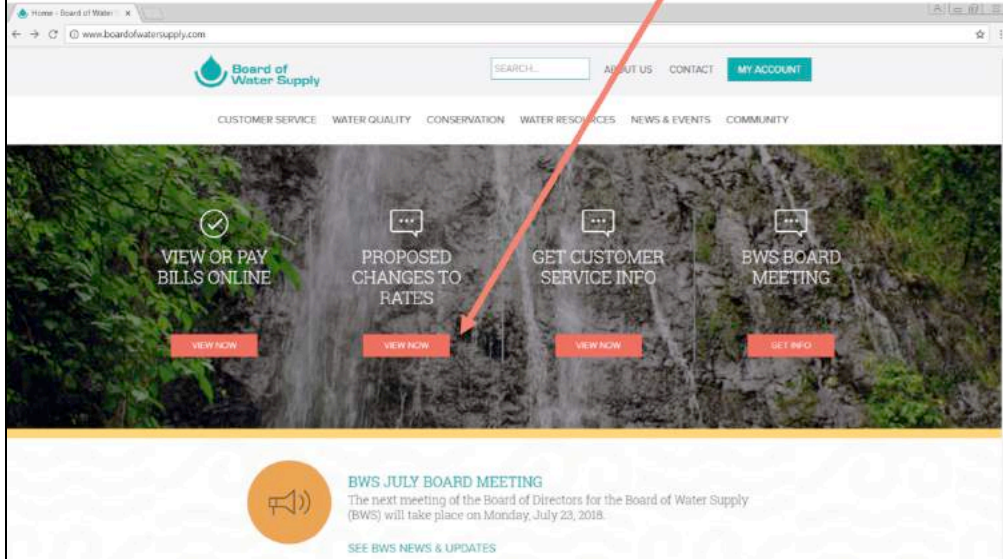 Home - Board of Water
www.boardofwatersupply.com
Board of
Water Supply
SEARCH...
ABOUT US
CONTACT
MY ACCOUNT
CUSTOMER SERVICE
WATER QUALITY
CONSERVATION
WATER RESOURCES
NEWS & EVENTS
COMMUNITY
VIEW OR PAY
BILLS ONLINE
VIEW NOW
PROPOSED
CHANGES TO
RATES
VIEW NOW
GET CUSTOMER
SERVICE INFO
VIEW NOW
BWS BOARD
MEETING
GET INFO
BWS JULY BOARD MEETING
The next meeting of the Board of Directors for the Board of Water Supply
(BWS) will take place on Monday, July 23, 2018.
SEE BWS NEWS & UPDATES